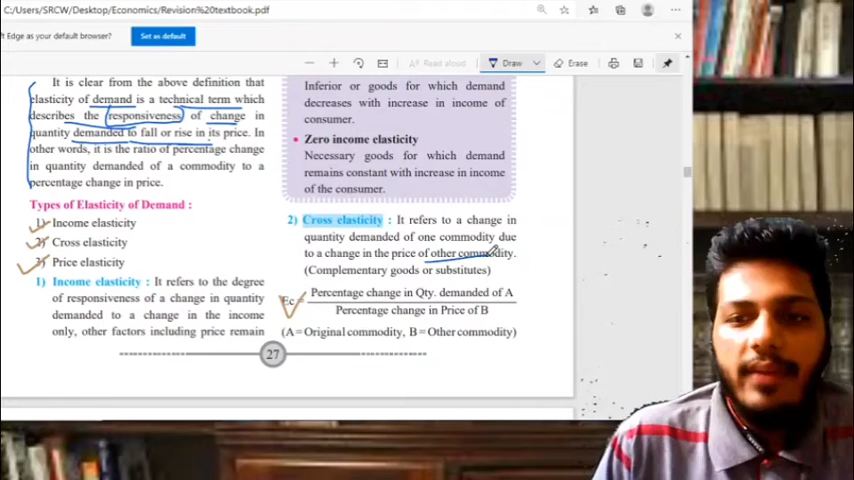 C:/Users/SRCW/Desktop/Economics/Revision%20textbook.pdf
ft Edge as your default browser?
Set as default
Read aloud
Draw
Erase
It is clear from the above definition that
elasticity of demand is a technical term which
describes the responsiveness of change in
quantity demanded to fall or rise in its price. In
other words, it is the ratio of percentage change
in quantity demanded of a commodity to a
percentage change in price.
Types of Elasticity of Demand :
1) Income elasticity
2) Cross elasticity
3) Price elasticity
1) Income elasticity : It refers to the degree
of responsiveness of a change in quantity
demanded to a change in the income
only, other factors including price remain
Inferior or goods for which demand
decreases with increase in income of
consumer.
• Zero income elasticity
Necessary goods for which demand
remains constant with increase in income
of the consumer.
2) Cross elasticity : It refers to a change in
quantity demanded of one commodity due
to a change in the price of other commodity.
(Complementary goods or substitutes)
Ec = Percentage change in Qty. demanded of A
Percentage change in Price of B
(A = Original commodity, B = Other commodity)
27